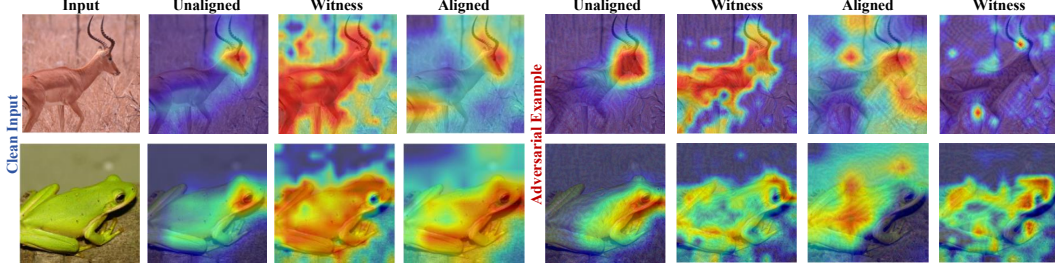 Input Unaligned Witness Aligned Unaligned Witness Aligned Witness
Clean Input
Adversarial Example